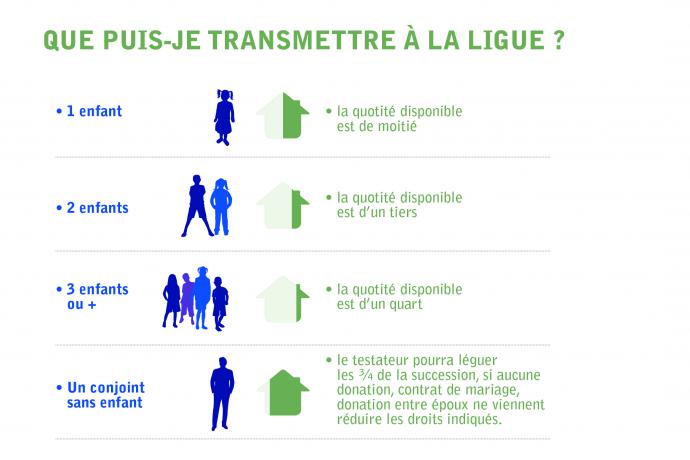 QUE PUIS-JE TRANSMETTRE À LA LIGUE ?
• 1 enfant
• la quotité disponible
est de moitié
• 2 enfants
• la quotité disponible
est d'un tiers
• 3 enfants
ou +
• la quotité disponible
est d'un quart
• Un conjoint
sans enfant
• le testateur pourra léguer
les ¾ de la succession, si aucune
donation, contrat de mariage,
donation entre époux ne viennent
réduire les droits indiqués.